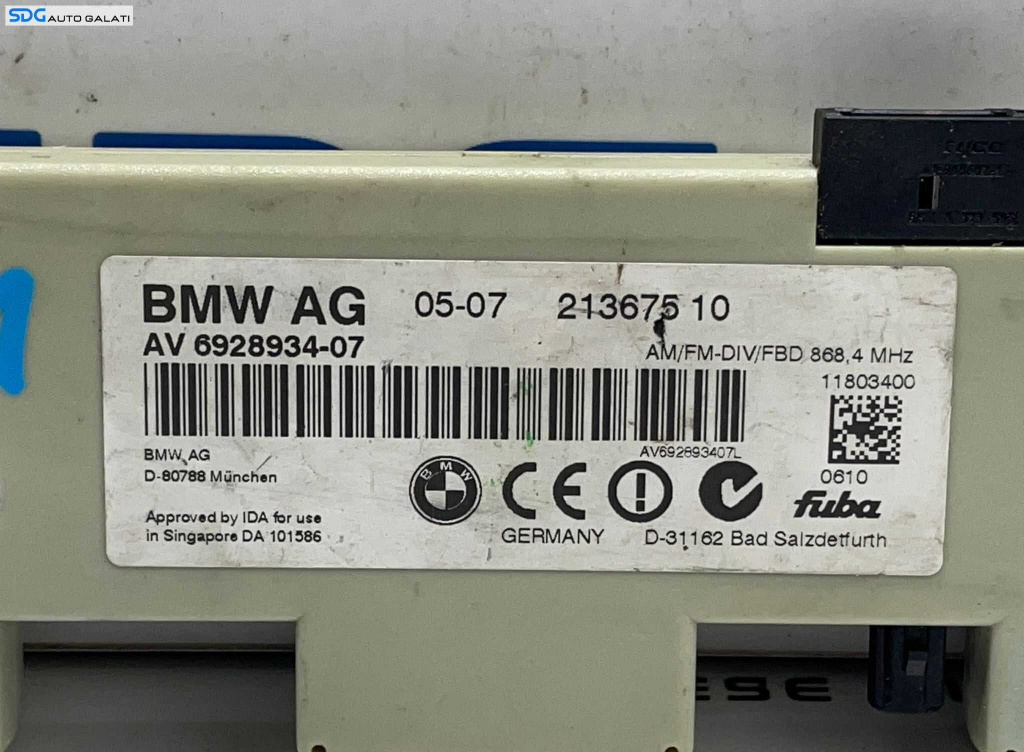 SDG AUTO GALATI
BMW AG 05-07 213675 10
AV 6928934-07
AM/FM-DIV/FBD 868,4 MHz
11803400
AV692893407L
BMW AG
D-80788 München
0610
BMW
CE
fuba
Approved by IDA for use
in Singapore DA 101586
GERMANY D-31162 Bad Salzdetfurth